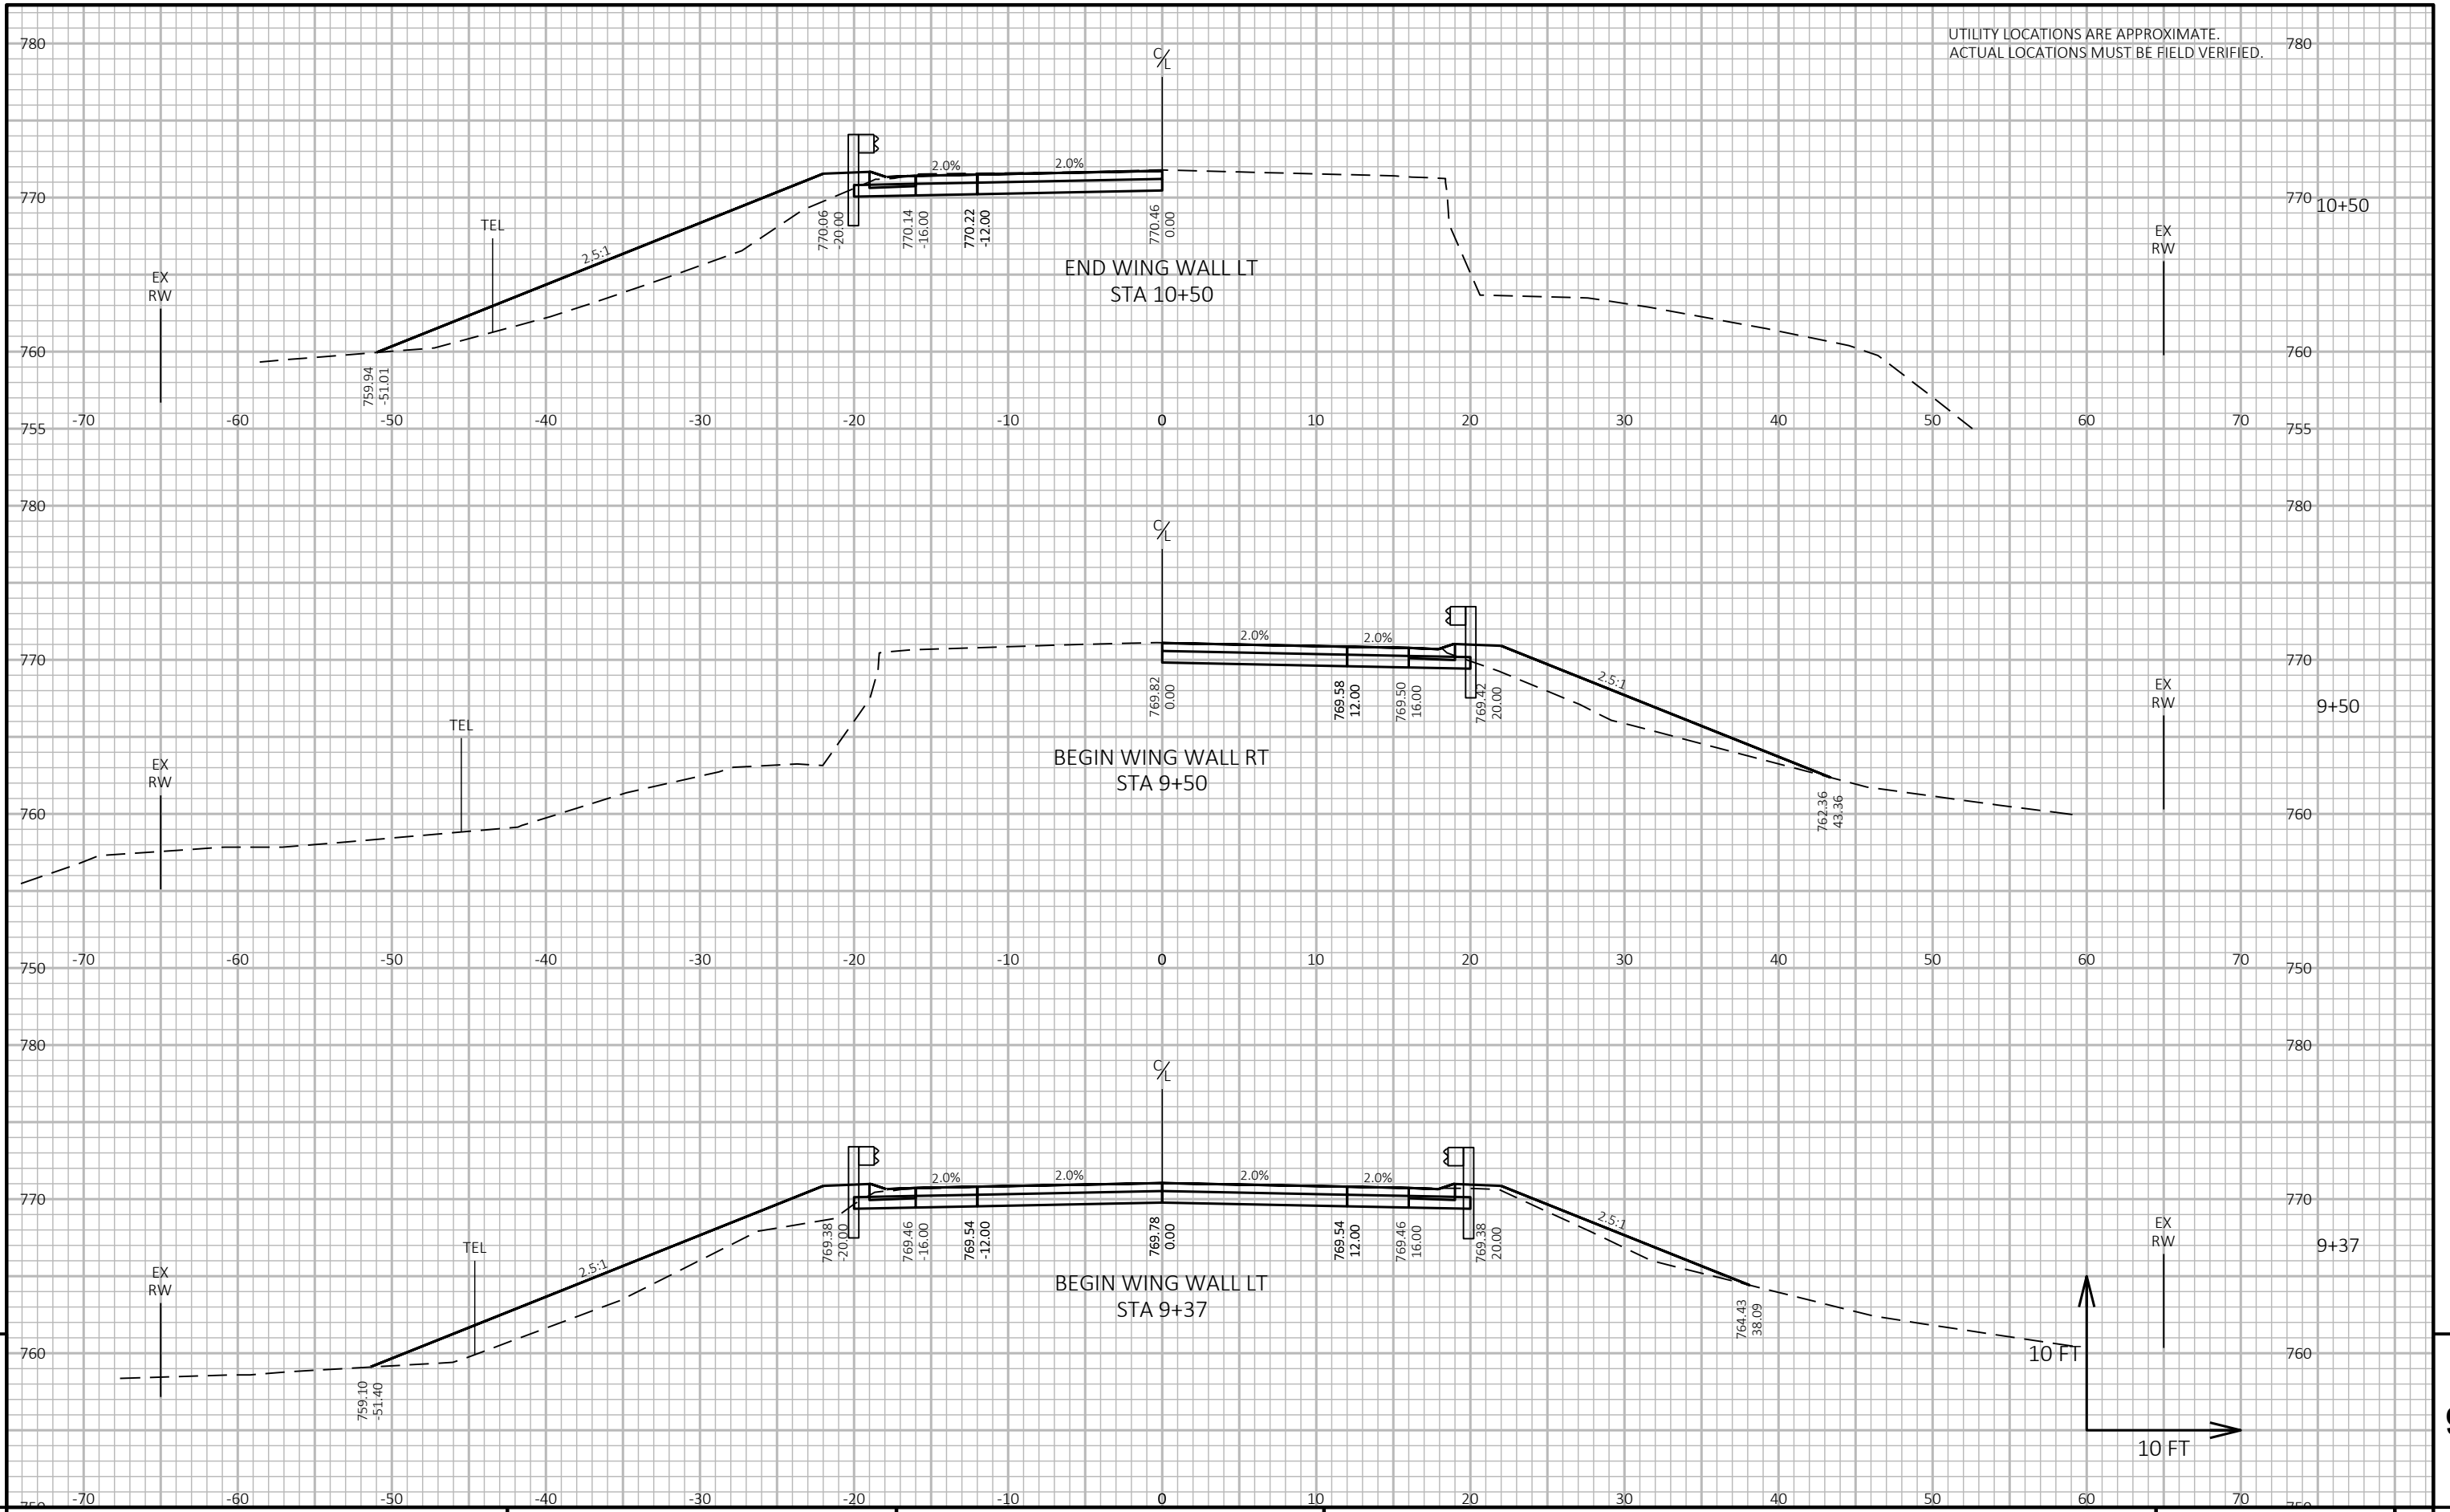 UTILITY LOCATIONS ARE APPROXIMATE.
ACTUAL LOCATIONS MUST BE FIELD VERIFIED.
780
780
C/L
2.0%
2.0%
770
770
10+50
TEL
2.5:1
770.06
-20.00
770.14
-16.00
770.22
-12.00
770.46
0.00
EX
RW
EX
RW
END WING WALL LT
STA 10+50
760
760
759.94
-51.01
-70 -60 -50 -40 -30 -20 -10 0 10 20 30 40 50 60 70
755
755
780
780
C/L
2.0%
2.0%
770
770
2.5:1
769.82
0.00
769.58
12.00
769.50
16.00
769.42
20.00
EX
RW
9+50
TEL
EX
RW
BEGIN WING WALL RT
STA 9+50
760
760
762.36
43.36
-70 -60 -50 -40 -30 -20 -10 0 10 20 30 40 50 60 70
750
750
780
780
C/L
2.0%
2.0%
2.0%
2.0%
770
770
2.5:1
2.5:1
769.38
-20.00
769.46
-16.00
769.54
-12.00
769.78
0.00
769.54
12.00
769.46
16.00
769.38
20.00
EX
RW
9+37
TEL
EX
RW
BEGIN WING WALL LT
STA 9+37
764.43
38.09
760
760
10 FT
759.10
-51.40
10 FT
-70 -60 -50 -40 -30 -20 -10 0 10 20 30 40 50 60 70